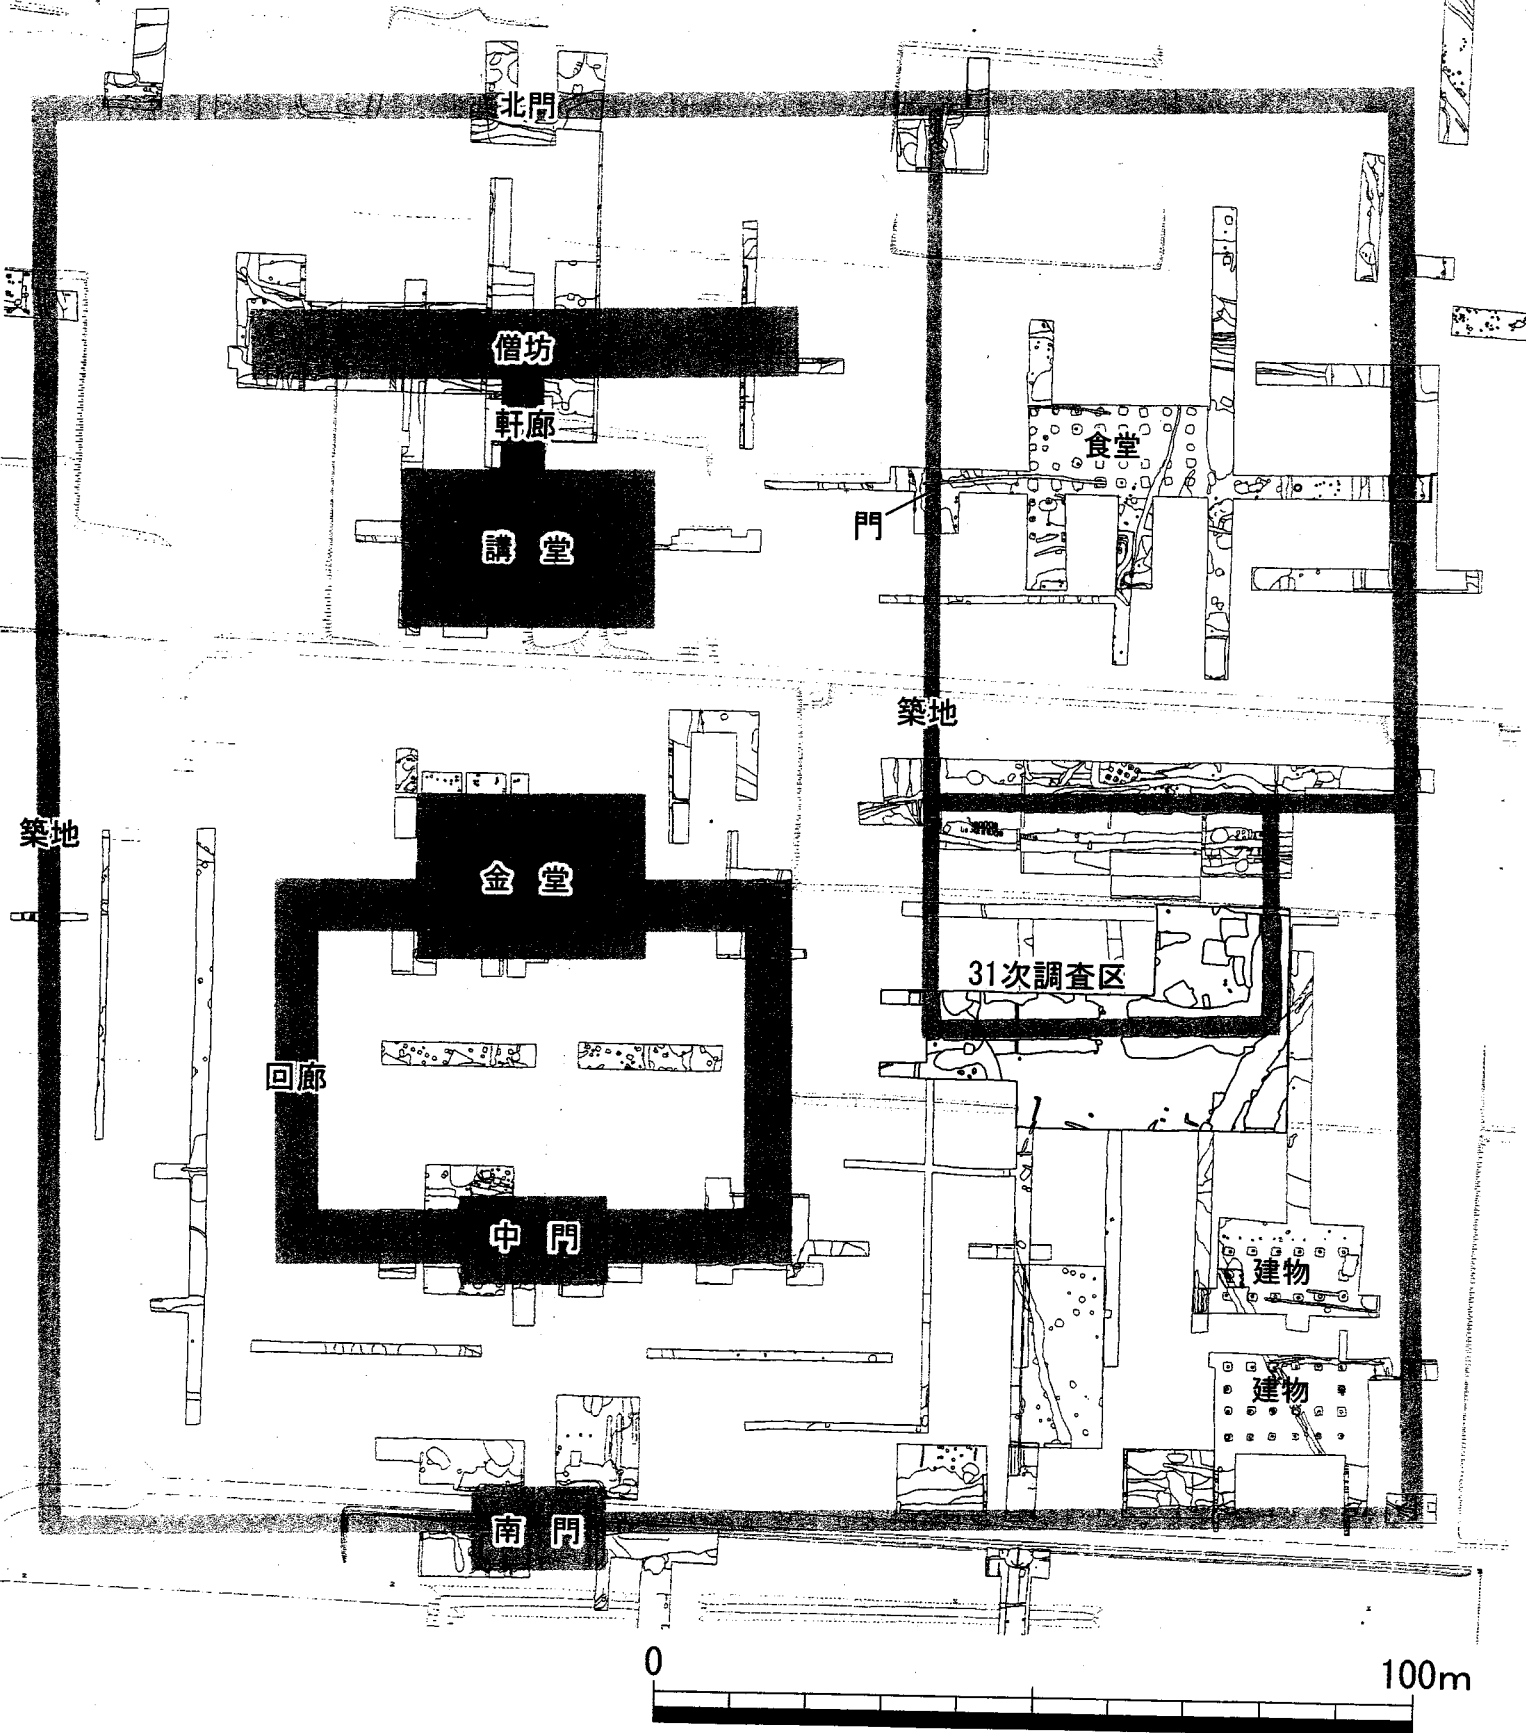 北門
僧坊
軒廊
食堂
講 堂
門
築地
築地
金 堂
31次調査区
回廊
中 門
建物
建物
南 門
0
100m